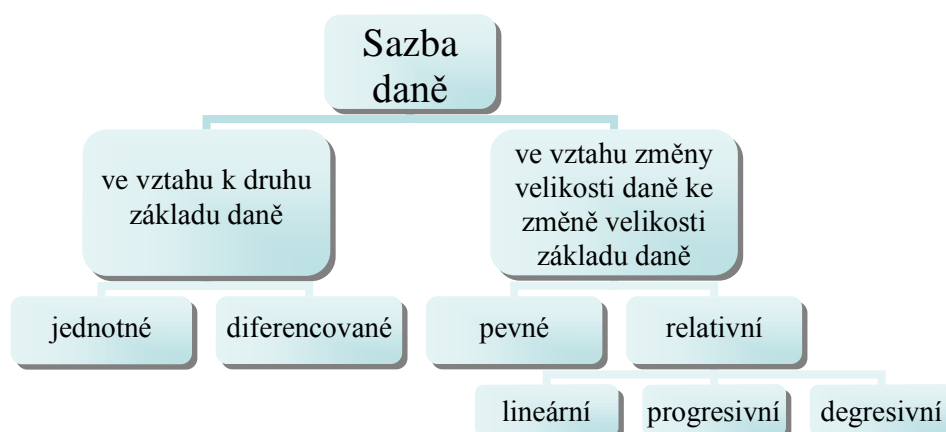 Sazba
daně
ve vztahu k druhu
základu daně
ve vztahu změny
velikosti daně ke
změně velikosti
základu daně
jednotné
diferencované
pevné
relativní
lineární
progresivní
degresivní